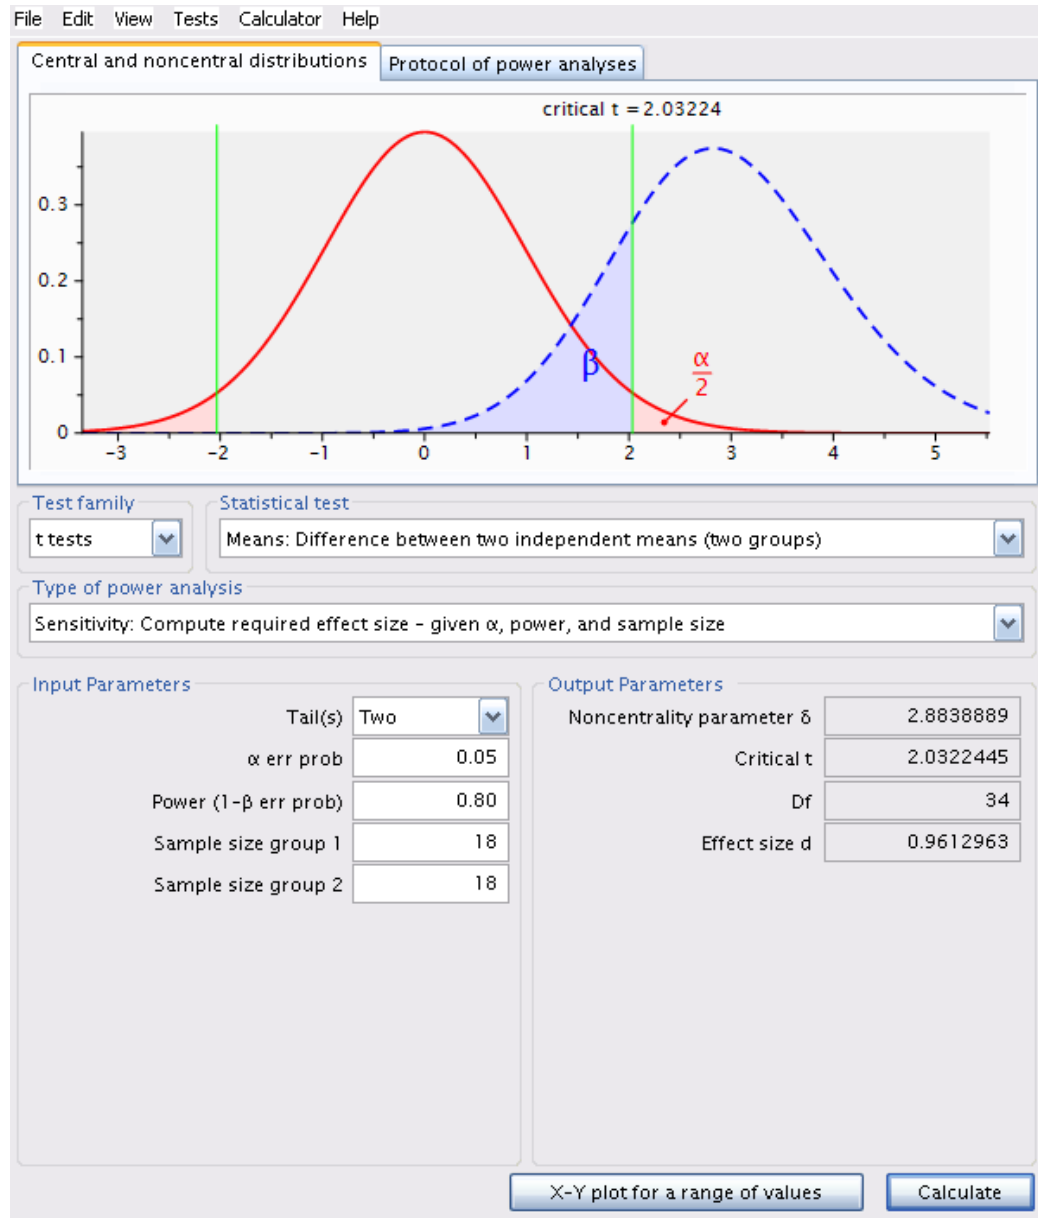 File Edit View Tests Calculator Help
Central and noncentral distributions Protocol of power analyses
critical t = 2.03224
0.3
0.2
0.1
0
β
α
2
-3 -2 -1 0 1 2 3 4 5
Test family Statistical test
t tests Means: Difference between two independent means (two groups)
Type of power analysis
Sensitivity: Compute required effect size - given α, power, and sample size
Input Parameters
Tail(s) Two
α err prob 0.05
Power (1-β err prob) 0.80
Sample size group 1 18
Sample size group 2 18
Output Parameters
Noncentrality parameter δ 2.8838889
Critical t 2.0322445
Df 34
Effect size d 0.9612963
X-Y plot for a range of values Calculate